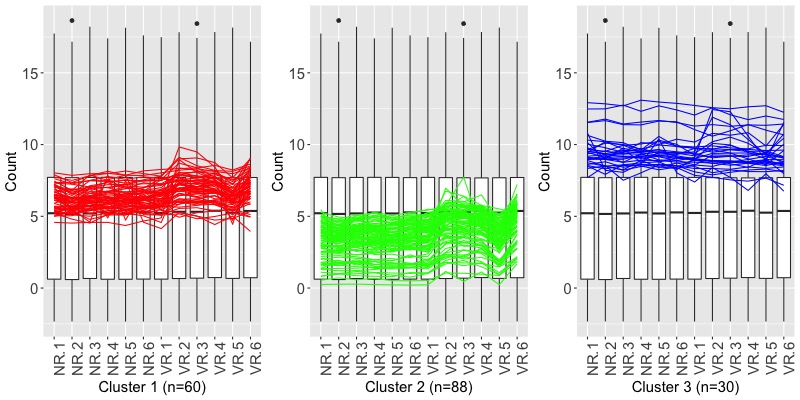 Count
15
10
5
0
NR.1
NR.2
NR.3
NR.4
NR.5
NR.6
VR.1
VR.2
VR.3
VR.4
VR.5
VR.6
Cluster 1 (n=60)
Count
15
10
5
0
NR.1
NR.2
NR.3
NR.4
NR.5
NR.6
VR.1
VR.2
VR.3
VR.4
VR.5
VR.6
Cluster 2 (n=88)
Count
15
10
5
0
NR.1
NR.2
NR.3
NR.4
NR.5
NR.6
VR.1
VR.2
VR.3
VR.4
VR.5
VR.6
Cluster 3 (n=30)